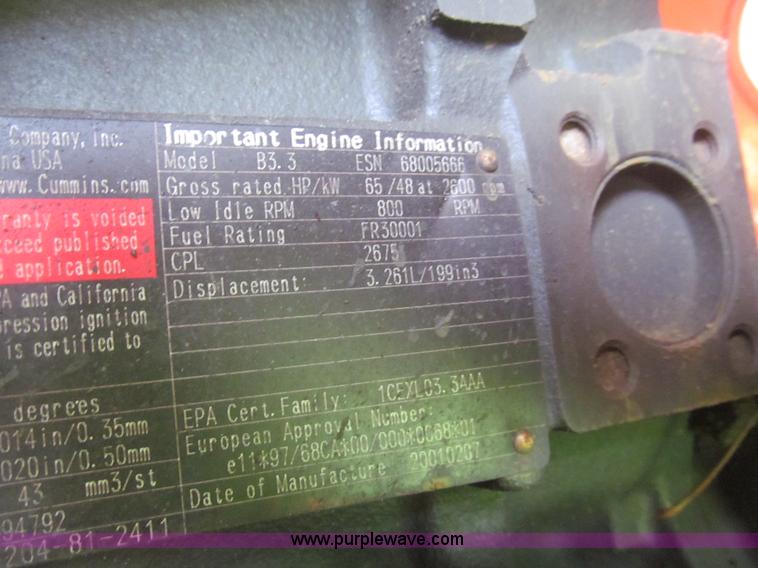 Company, Inc.
na USA
www.Cummins.com
ranty is voided
xceed published
d application.
PA and California
pression ignition
is certified to
degrees
014in/0.35mm
020in/0.50mm
43 mm3/st
94792
204-81-2411
Important Engine Information
Model B3.3 ESN 68005666
Gross rated HP/kW 65/48 at 2600 rpm
Low Idle RPM 800 RPM
Fuel Rating FR30001
CPL 2675
Displacement: 3.261L/199in3
EPA Cert. Family: 1CEXL03.3AAA
European Approval Number:
e11*97/68CA*00/000*0068*01
Date of Manufacture 20010207
www.purplewave.com